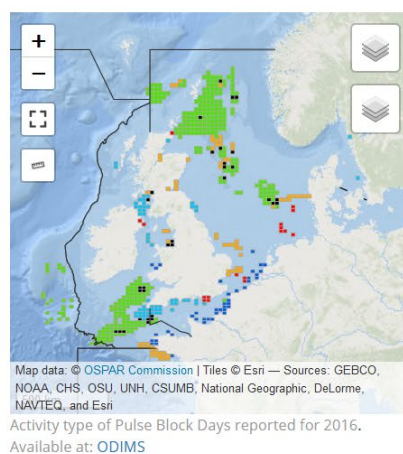 +
−
Map data: © OSPAR Commission | Tiles © Esri — Sources: GEBCO,
NOAA, CHS, OSU, UNH, CSUMB, National Geographic, DeLorme,
NAVTEQ, and Esri
Activity type of Pulse Block Days reported for 2016.
Available at: ODIMS